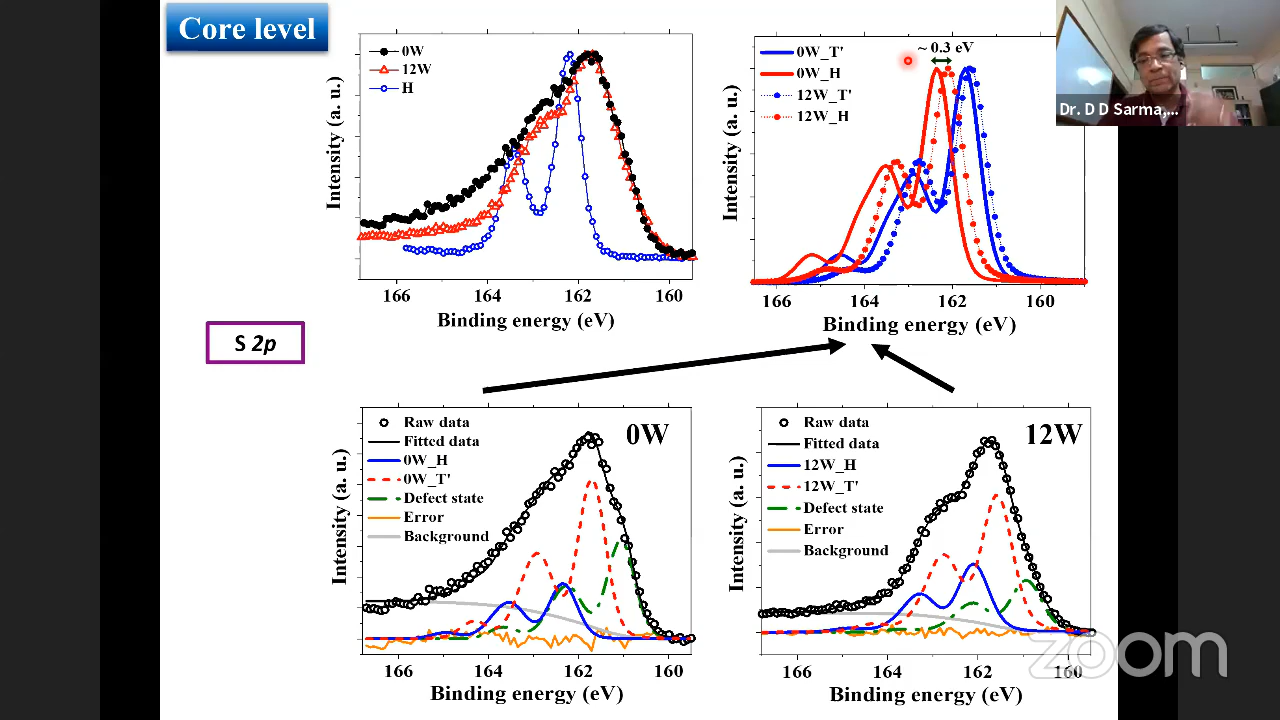 Core level
0W
12W
H
Intensity (a. u.)
166
164
162
160
Binding energy (eV)
~ 0.3 eV
0W_T'
0W_H
12W_T'
12W_H
Intensity (a. u.)
166
164
162
160
Binding energy (eV)
Dr. D D Sarma,...
S 2p
Raw data
Fitted data
0W_H
0W_T'
Defect state
Error
Background
0W
Intensity (a. u.)
166
164
162
160
Binding energy (eV)
Raw data
Fitted data
12W_H
12W_T'
Defect state
Error
Background
12W
Intensity (a. u.)
166
164
162
160
Binding energy (eV)
zoom